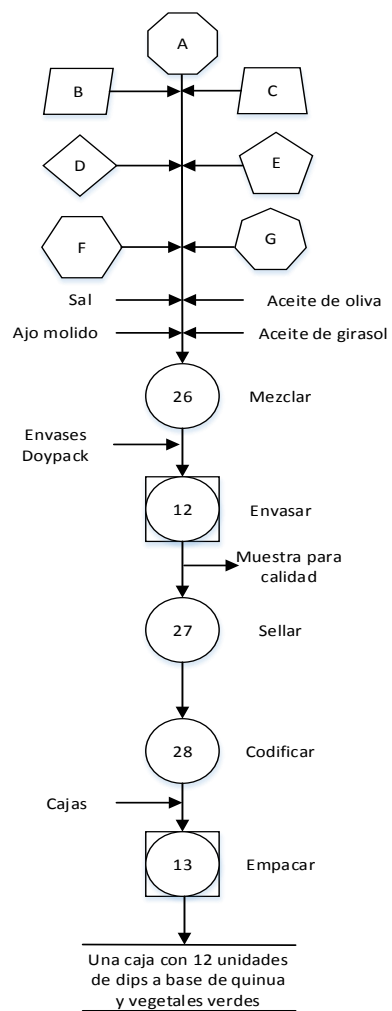 A
B
C
D
E
F
G
Sal
Aceite de oliva
Ajo molido
Aceite de girasol
26
Mezclar
Envases
Doypack
12
Envasar
Muestra para
calidad
27
Sellar
28
Codificar
Cajas
13
Empacar
Una caja con 12 unidades
de dips a base de quinua
y vegetales verdes